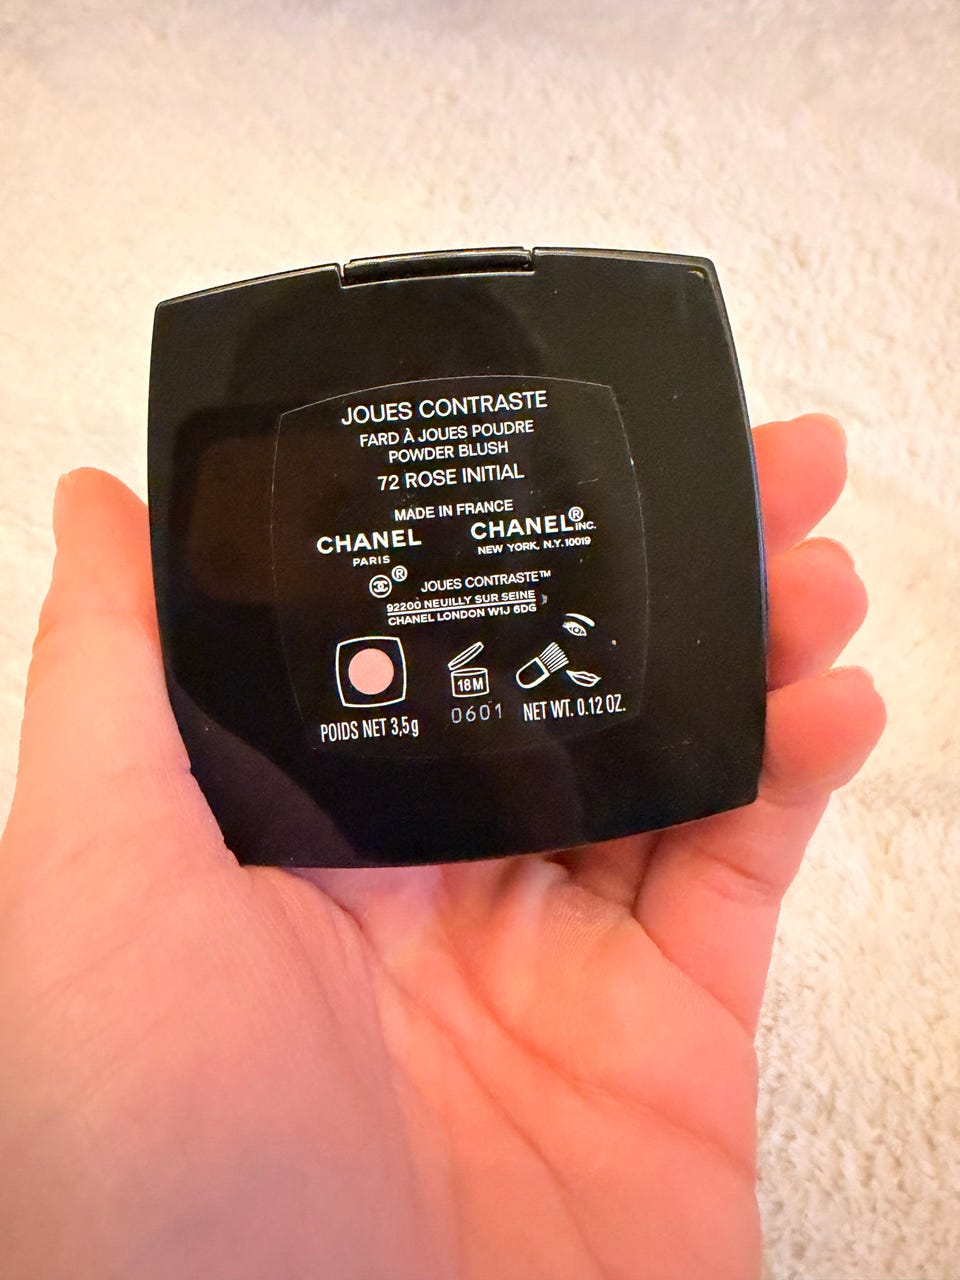 JOUES CONTRASTE
FARD À JOUES POUDRE
POWDER BLUSH
72 ROSE INITIAL
MADE IN FRANCE
CHANEL
PARIS
CHANEL® INC.
NEW YORK, N.Y. 10019
® JOUES CONTRASTE™
92200 NEUILLY SUR SEINE
CHANEL LONDON W1J 6DG
18M
0601
POIDS NET 3,5g
NET WT. 0.12 OZ.